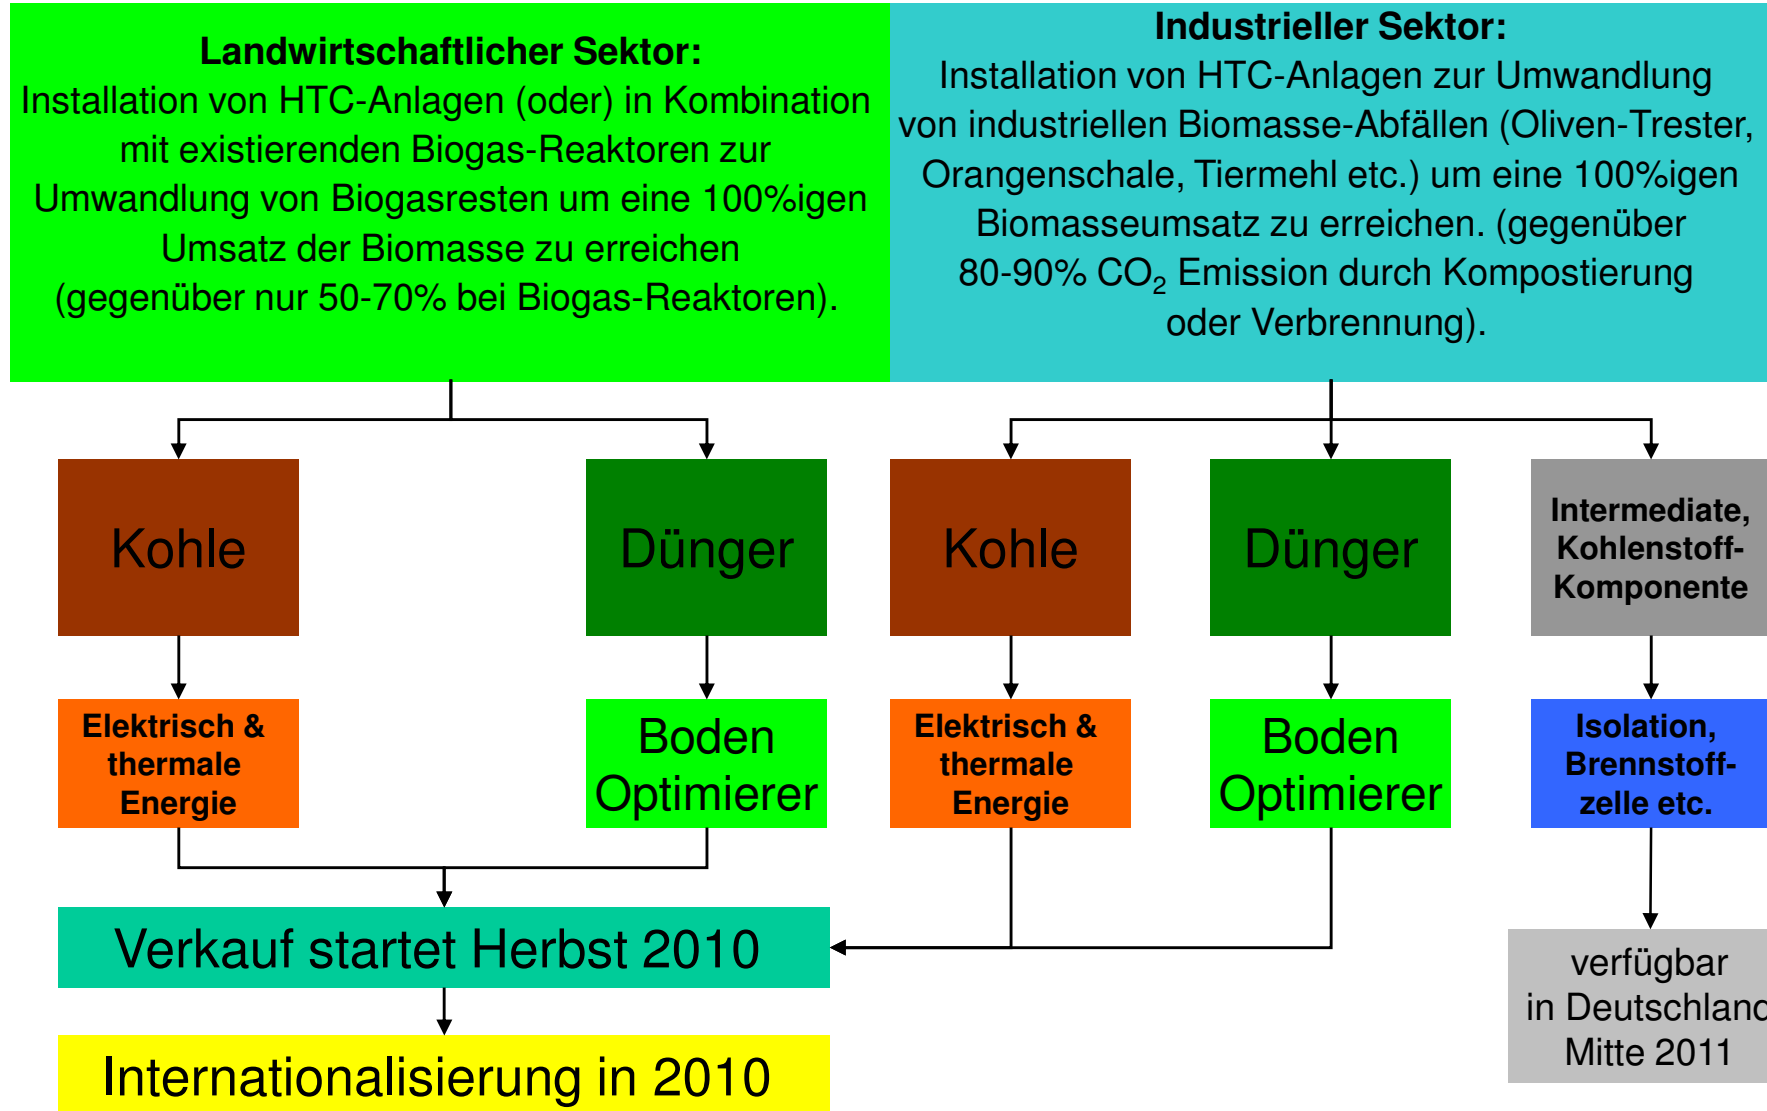 Landwirtschaftlicher Sektor:
Installation von HTC-Anlagen (oder) in Kombination
mit existierenden Biogas-Reaktoren zur
Umwandlung von Biogasresten um eine 100%igen
Umsatz der Biomasse zu erreichen
(gegenüber nur 50-70% bei Biogas-Reaktoren).
Industrieller Sektor:
Installation von HTC-Anlagen zur Umwandlung
von industriellen Biomasse-Abfällen (Oliven-Trester,
Orangenschale, Tiermehl etc.) um eine 100%igen
Biomasseumsatz zu erreichen. (gegenüber
80-90% CO₂ Emission durch Kompostierung
oder Verbrennung).
Kohle
Dünger
Kohle
Dünger
Intermediate,
Kohlenstoff-
Komponente
Elektrisch &
thermale
Energie
Boden
Optimierer
Elektrisch &
thermale
Energie
Boden
Optimierer
Isolation,
Brennstoff-
zelle etc.
Verkauf startet Herbst 2010
verfügbar
in Deutschland
Mitte 2011
Internationalisierung in 2010